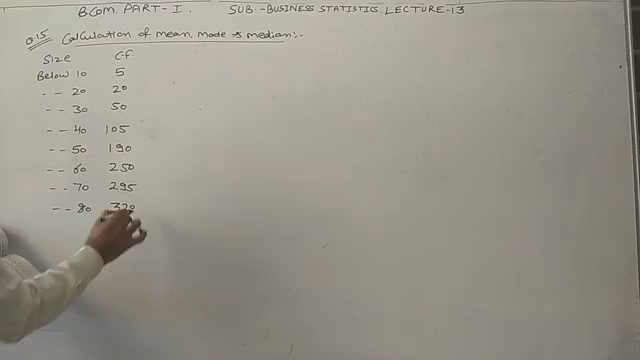 BCOM. PART-I. SUB.-BUSINESS STATISTICS LECTURE-13
Q.15 Calculation of mean mode & median:-
Size C.F
Below 10 5
- - 20 20
- - 30 50
- - 40 105
- - 50 190
- - 60 250
- - 70 295
- - 80 320